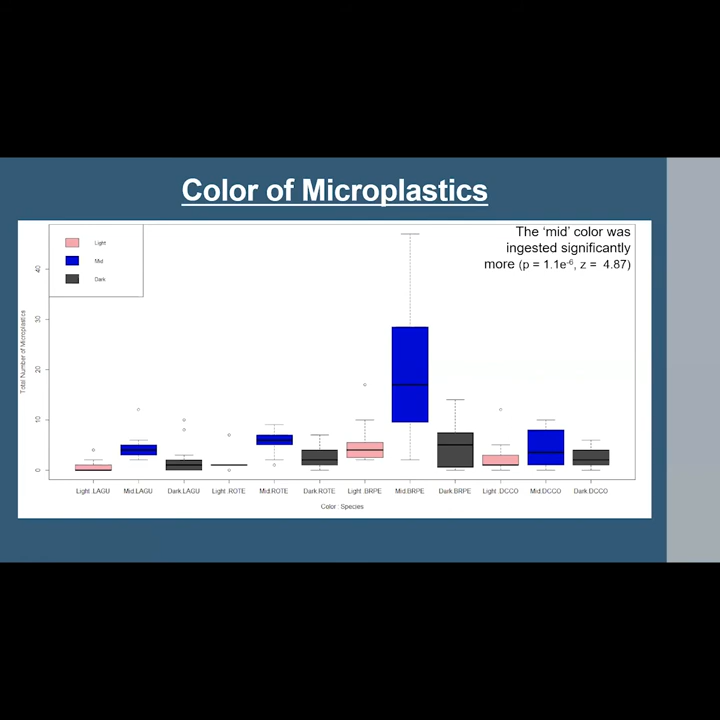 Color of Microplastics
The ‘mid’ color was
ingested significantly
more (p = 1.1e-6, z = 4.87)
Light
Mid
Dark
Total Number of Microplastics
40
30
20
10
0
Light.LAGU Mid.LAGU Dark.LAGU Light.ROTE Mid.ROTE Dark.ROTE Light.BRPE Mid.BRPE Dark.BRPE Light.DCCO Mid.DCCO Dark.DCCO
Color : Species